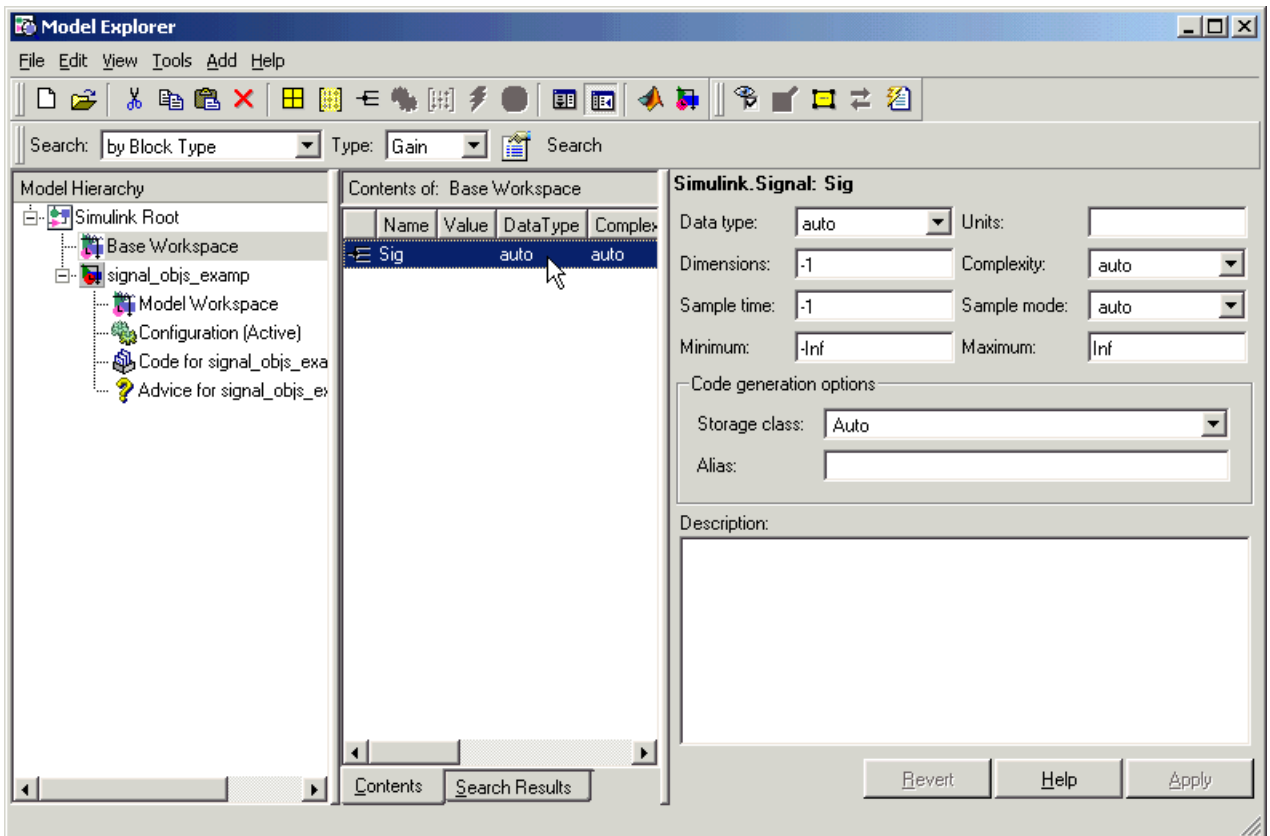 Model Explorer
File Edit View Tools Add Help
Search: by Block Type Type: Gain Search
Model Hierarchy
Simulink Root
Base Workspace
signal_objs_examp
Model Workspace
Configuration (Active)
Code for signal_objs_exa
Advice for signal_objs_ex
Contents of: Base Workspace
Name Value DataType Complex
Sig auto auto
Contents Search Results
Simulink.Signal: Sig
Data type: auto Units:
Dimensions: -1 Complexity: auto
Sample time: -1 Sample mode: auto
Minimum: -Inf Maximum: Inf
Code generation options
Storage class: Auto
Alias:
Description:
Revert Help Apply